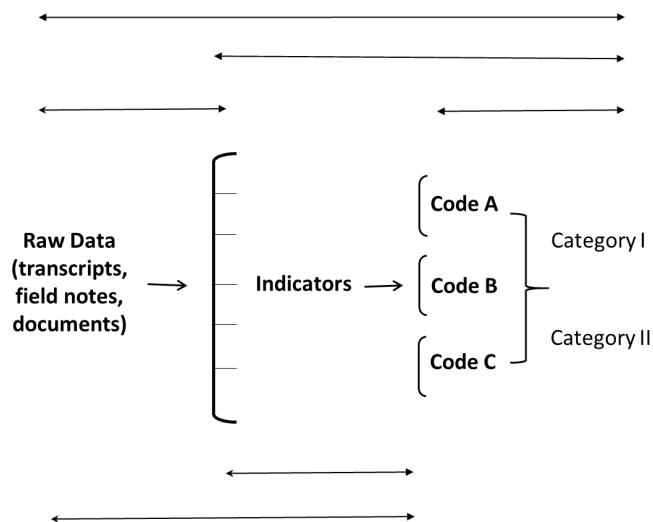 Raw Data
(transcripts,
field notes,
documents)
Indicators
Code A
Code B
Code C
Category I
Category II